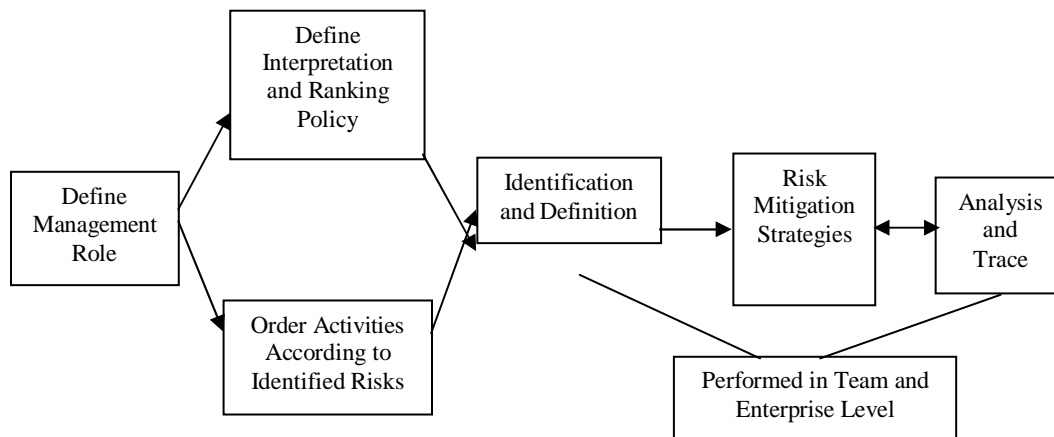 Define
Management
Role
Define
Interpretation
and Ranking
Policy
Order Activities
According to
Identified Risks
Identification
and Definition
Risk
Mitigation
Strategies
Analysis
and
Trace
Performed in Team and
Enterprise Level